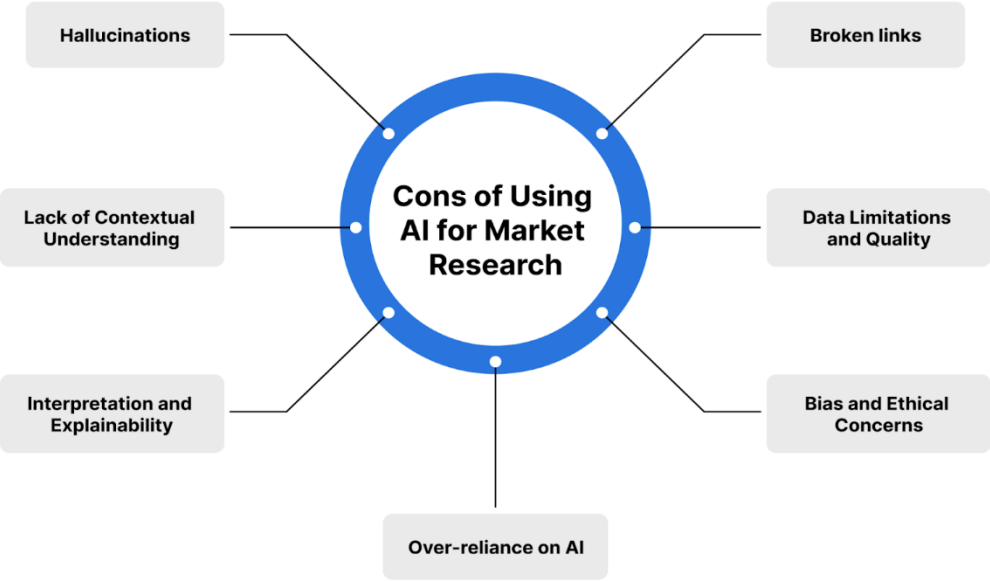 Hallucinations
Broken links
Cons of Using
AI for Market
Research
Lack of Contextual
Understanding
Data Limitations
and Quality
Interpretation and
Explainability
Bias and Ethical
Concerns
Over-reliance on AI